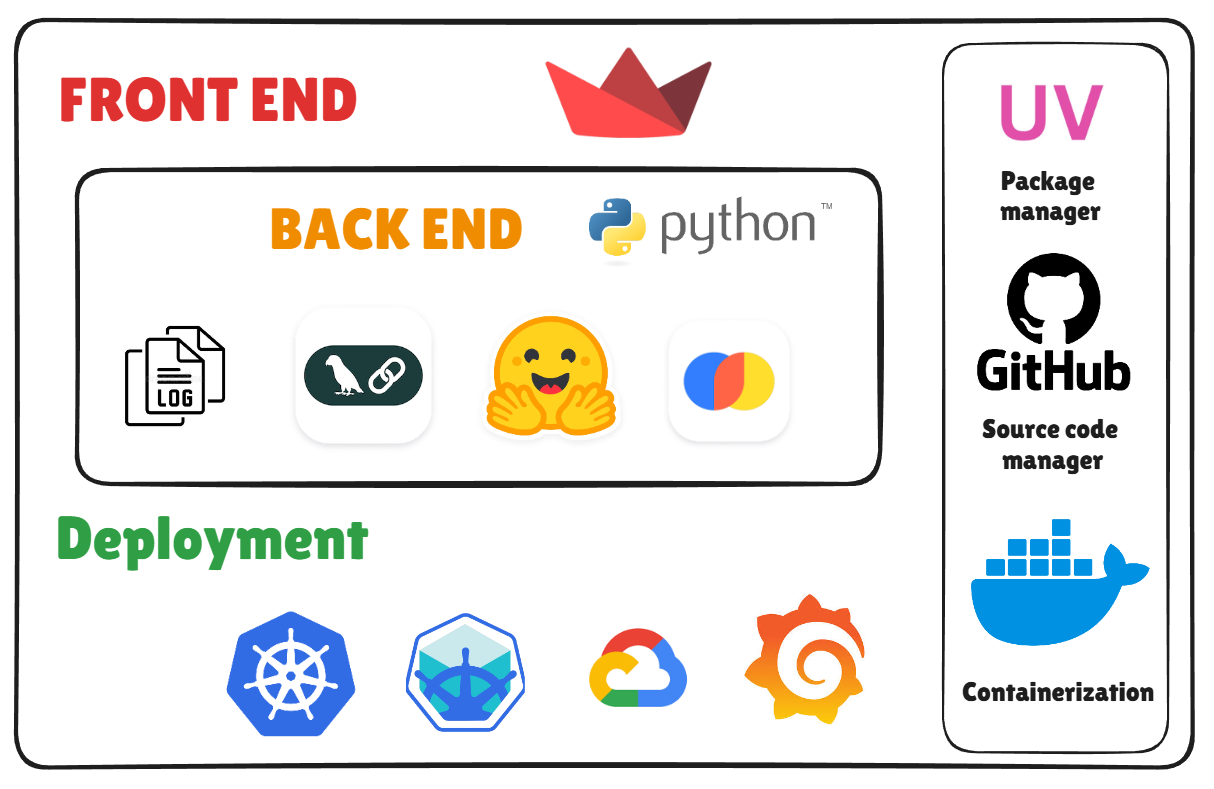 FRONT END
BACK END
python™
LOG
Deployment
UV
Package
manager
GitHub
Source code
manager
Containerization